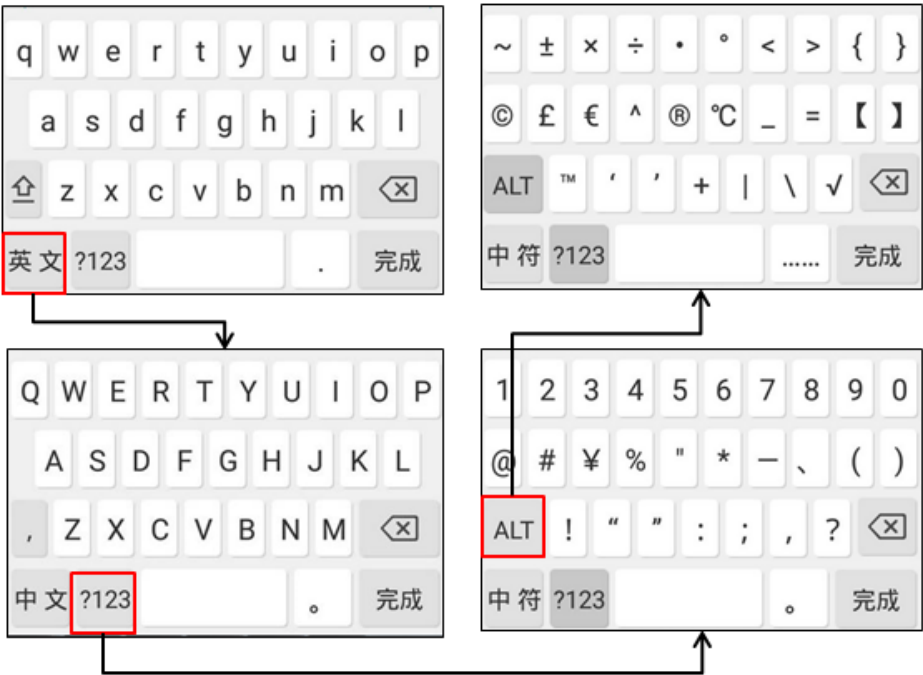 q w e r t y u i o p
a s d f g h j k l
z x c v b n m
英文 ?123 . 完成
~ ± × ÷ • ° < > { }
© £ € ^ ® ℃ _ = 【 】
ALT ™ ‘ ’ + | \ √
中符 ?123 …… 完成
Q W E R T Y U I O P
A S D F G H J K L
, Z X C V B N M
中文 ?123 。 完成
1 2 3 4 5 6 7 8 9 0
@ # ¥ % " * — 、 ( )
ALT ! “ ” : ; , ?
中符 ?123 。 完成